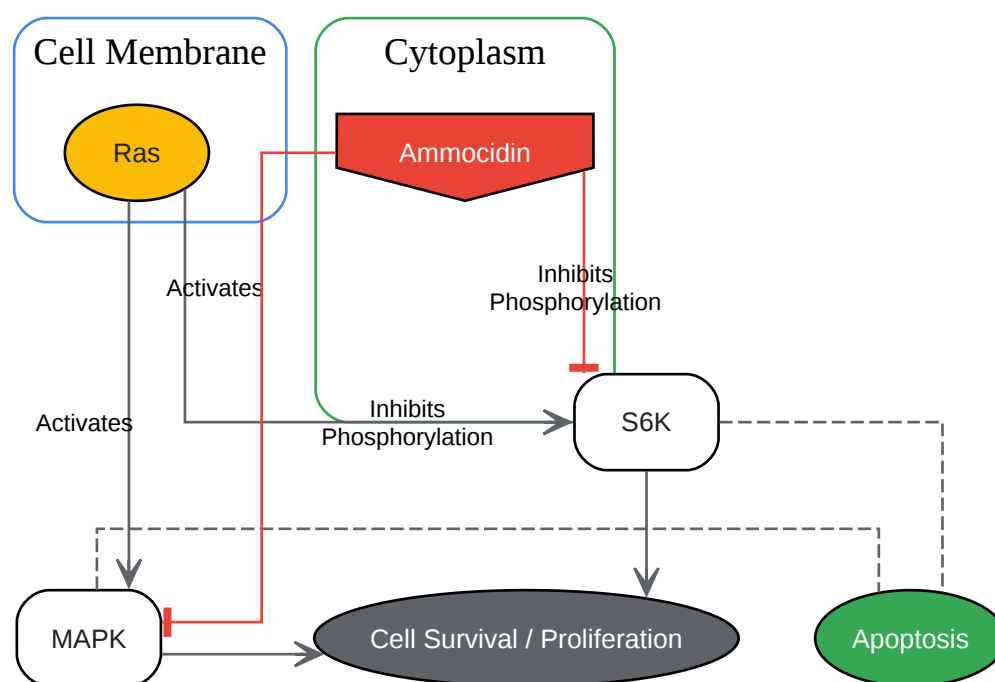 Cell Membrane
Cytoplasm
Ras
Ammocidin
Activates
Inhibits
Phosphorylation
Activates
Inhibits
Phosphorylation
S6K
MAPK
Cell Survival / Proliferation
Apoptosis